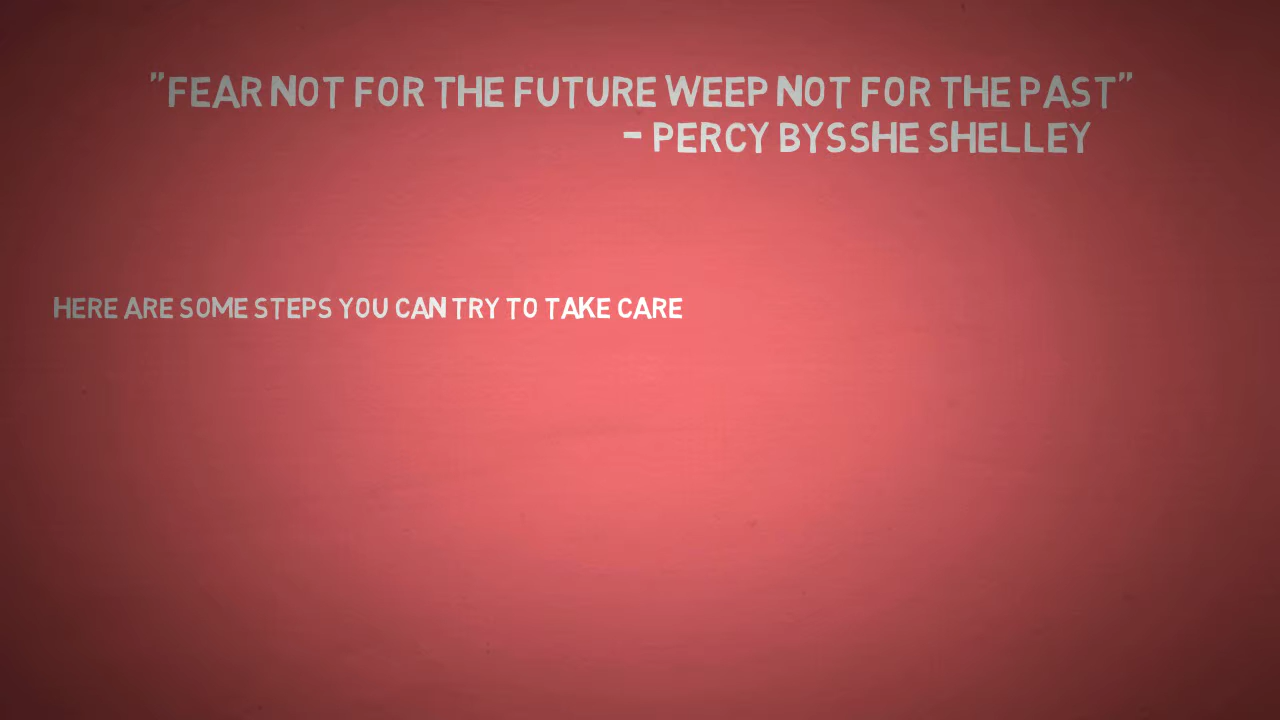 "FEAR NOT FOR THE FUTURE WEEP NOT FOR THE PAST"
- PERCY BYSSHE SHELLEY
HERE ARE SOME STEPS YOU CAN TRY TO TAKE CARE